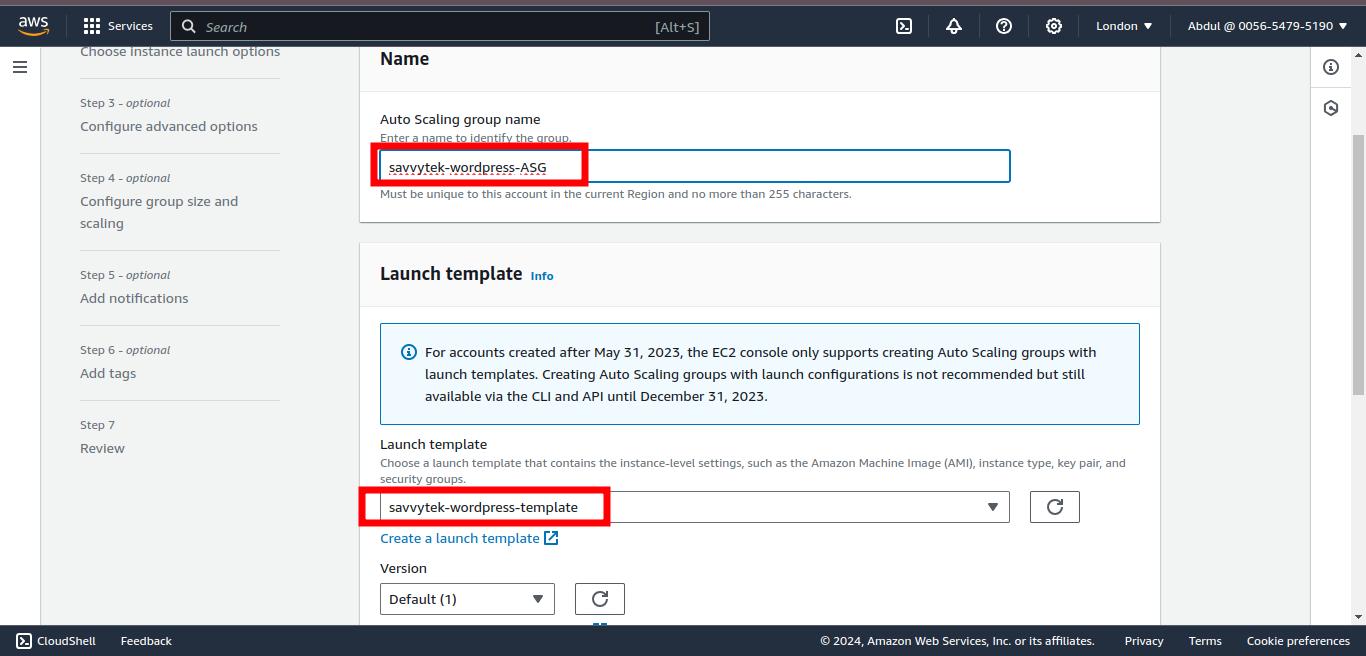 aws
Services
Search
[Alt+S]
London
Abdul @ 0056-5479-5190
Choose instance launch options
Step 3 - optional
Configure advanced options
Step 4 - optional
Configure group size and
scaling
Step 5 - optional
Add notifications
Step 6 - optional
Add tags
Step 7
Review
Name
Auto Scaling group name
Enter a name to identify the group.
savvytek-wordpress-ASG
Must be unique to this account in the current Region and no more than 255 characters.
Launch template Info
For accounts created after May 31, 2023, the EC2 console only supports creating Auto Scaling groups with
launch templates. Creating Auto Scaling groups with launch configurations is not recommended but still
available via the CLI and API until December 31, 2023.
Launch template
Choose a launch template that contains the instance-level settings, such as the Amazon Machine Image (AMI), instance type, key pair, and
security groups.
savvytek-wordpress-template
Create a launch template
Version
Default (1)
CloudShell
Feedback
© 2024, Amazon Web Services, Inc. or its affiliates.
Privacy
Terms
Cookie preferences